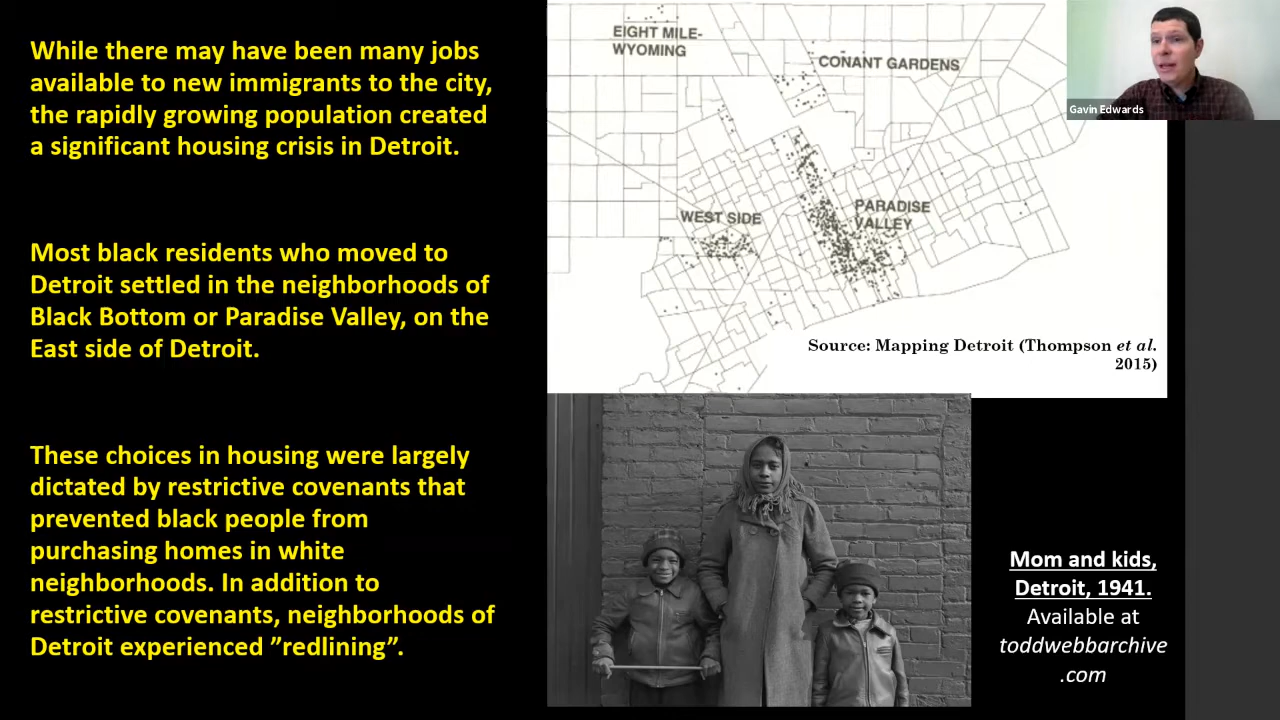 While there may have been many jobs
available to new immigrants to the city,
the rapidly growing population created
a significant housing crisis in Detroit.
Most black residents who moved to
Detroit settled in the neighborhoods of
Black Bottom or Paradise Valley, on the
East side of Detroit.
These choices in housing were largely
dictated by restrictive covenants that
prevented black people from
purchasing homes in white
neighborhoods. In addition to
restrictive covenants, neighborhoods of
Detroit experienced ”redlining”.
EIGHT MILE-
WYOMING
CONANT GARDENS
WEST SIDE
PARADISE
VALLEY
Source: Mapping Detroit (Thompson et al.
2015)
Gavin Edwards
Mom and kids,
Detroit, 1941.
Available at
toddwebbarchive
.com